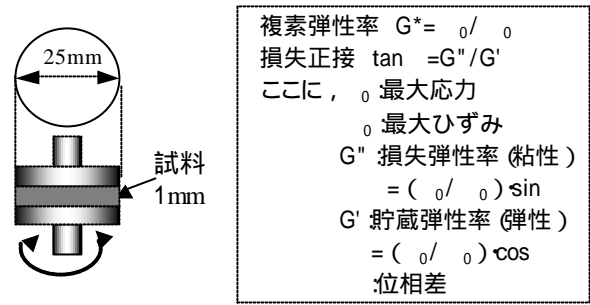 25mm
試料
1mm
複素弾性率 G*= ₀/ ₀
損失正接 tan =G"/G'
ここに， ₀:最大応力
₀:最大ひずみ
G":損失弾性率(粘性)
=( ₀/ ₀)・sin
G':貯蔵弾性率(弾性)
=( ₀/ ₀)・cos
:位相差